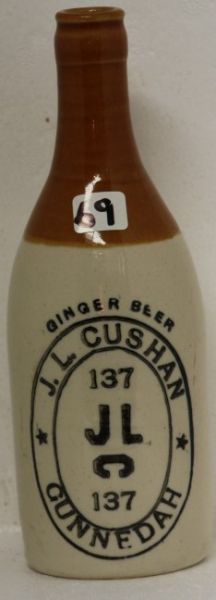 69
GINGER BEER
J. L. CUSHAN
137
JL
C
137
GUNNEDAH